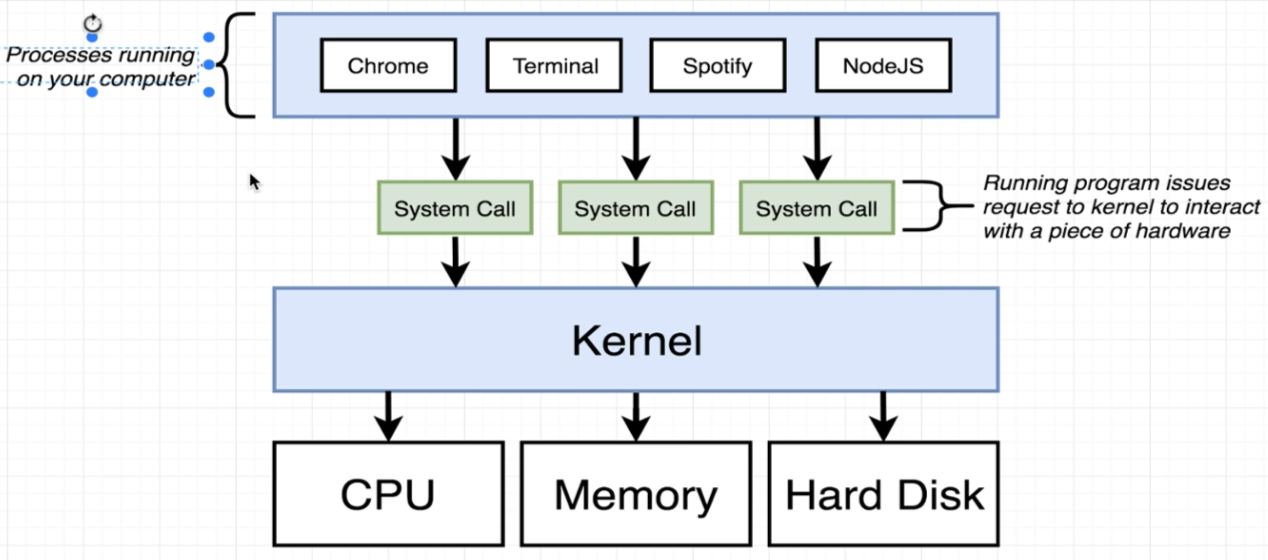 Processes running
on your computer
Chrome
Terminal
Spotify
NodeJS
System Call
System Call
System Call
Running program issues
request to kernel to interact
with a piece of hardware
Kernel
CPU
Memory
Hard Disk